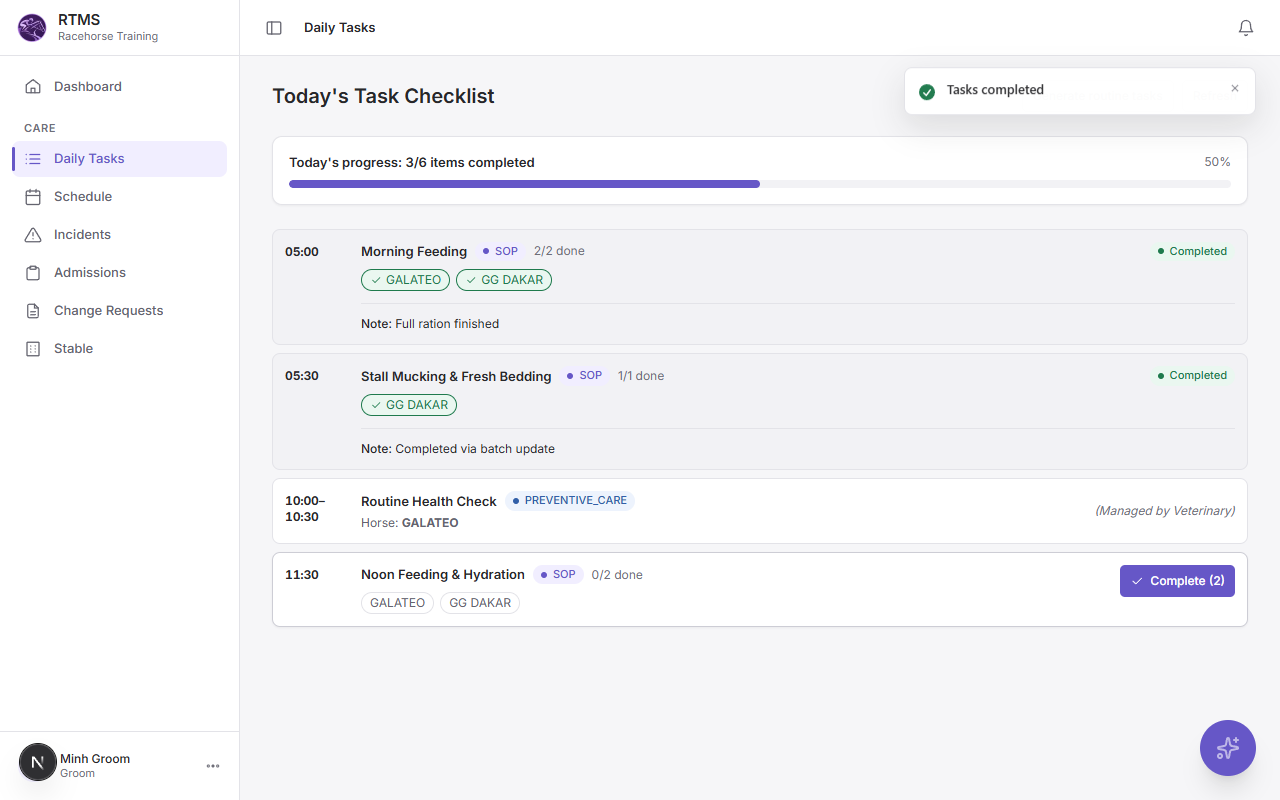 RTMS
Racehorse Training
Daily Tasks
Tasks completed
Dashboard
CARE
Daily Tasks
Schedule
Incidents
Admissions
Change Requests
Stable
Today's Task Checklist
Today's progress: 3/6 items completed
50%
05:00
Morning Feeding
SOP
2/2 done
Completed
GALATEO
GG DAKAR
Note: Full ration finished
05:30
Stall Mucking & Fresh Bedding
SOP
1/1 done
Completed
GG DAKAR
Note: Completed via batch update
10:00–
10:30
Routine Health Check
PREVENTIVE_CARE
Horse: GALATEO
(Managed by Veterinary)
11:30
Noon Feeding & Hydration
SOP
0/2 done
Complete (2)
GALATEO
GG DAKAR
N
Minh Groom
Groom